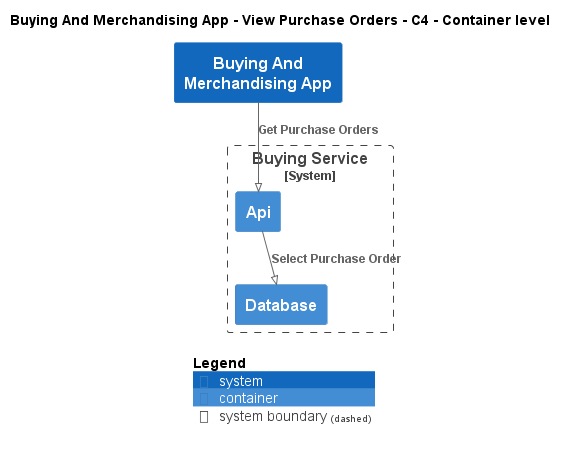 Buying And Merchandising App - View Purchase Orders - C4 - Container level
Buying And
Merchandising App
Get Purchase Orders
Buying Service
[System]
Api
Select Purchase Order
Database
Legend
system
container
system boundary (dashed)